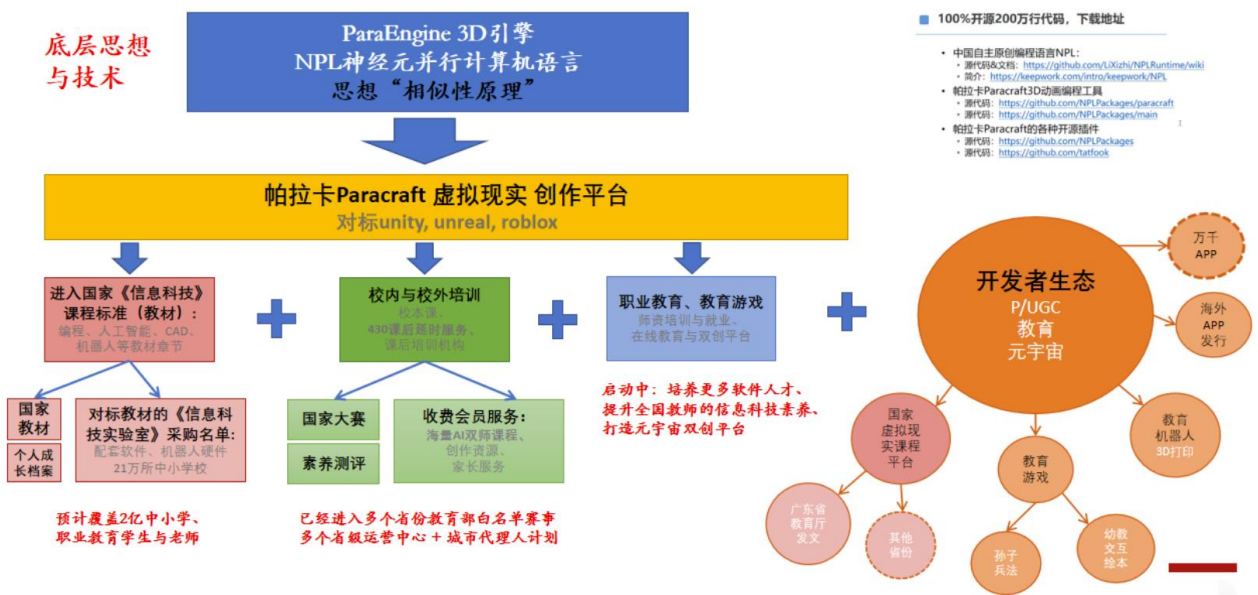 底层思想
与技术
ParaEngine 3D引擎
NPL神经元并行计算机语言
思想“相似性原理”
100%开源200万行代码，下载地址
• 中国自主原创编程语言NPL：
• 源代码&文档：https://github.com/LiXizhi/NPLRuntime/wiki
• 简介：https://keepwork.com/intro/keepwork/NPL
• 帕拉卡Paracraft3D动画编程工具
• 源代码：https://github.com/NPLPackages/paracraft
• 源代码：https://github.com/NPLPackages/main
• 帕拉卡Paracraft的各种开源插件
• 源代码：https://github.com/NPLPackages
• 源代码：https://github.com/tatfook
帕拉卡Paracraft 虚拟现实 创作平台
对标unity, unreal, roblox
进入国家《信息科技》
课程标准（教材）:
编程、人工智能、CAD、
机器人等教材章节
校内与校外培训
校本课、
430课后延时服务、
课后培训机构
职业教育、教育游戏
师资培训与就业、
在线教育与双创平台
国家
教材
个人成
长档案
对标教材的《信息科
技实验室》采购名单:
配套软件、机器人硬件
21万所中小学校
国家大赛
素养测评
收费会员服务:
海量AI双师课程、
创作资源、
家长服务
启动中：培养更多软件人才、
提升全国教师的信息科技素养、
打造元宇宙双创平台
预计覆盖2亿中小学、
职业教育学生与老师
已经进入多个省份教育部白名单赛事
多个省级运营中心 + 城市代理人计划
开发者生态
P/UGC
教育
元宇宙
万千
APP
海外
APP
发行
教育
机器人
3D打印
教育
游戏
国家
虚拟现
实课程
平台
广东省
教育厅
发文
其他
省份
孙子
兵法
幼教
交互
绘本